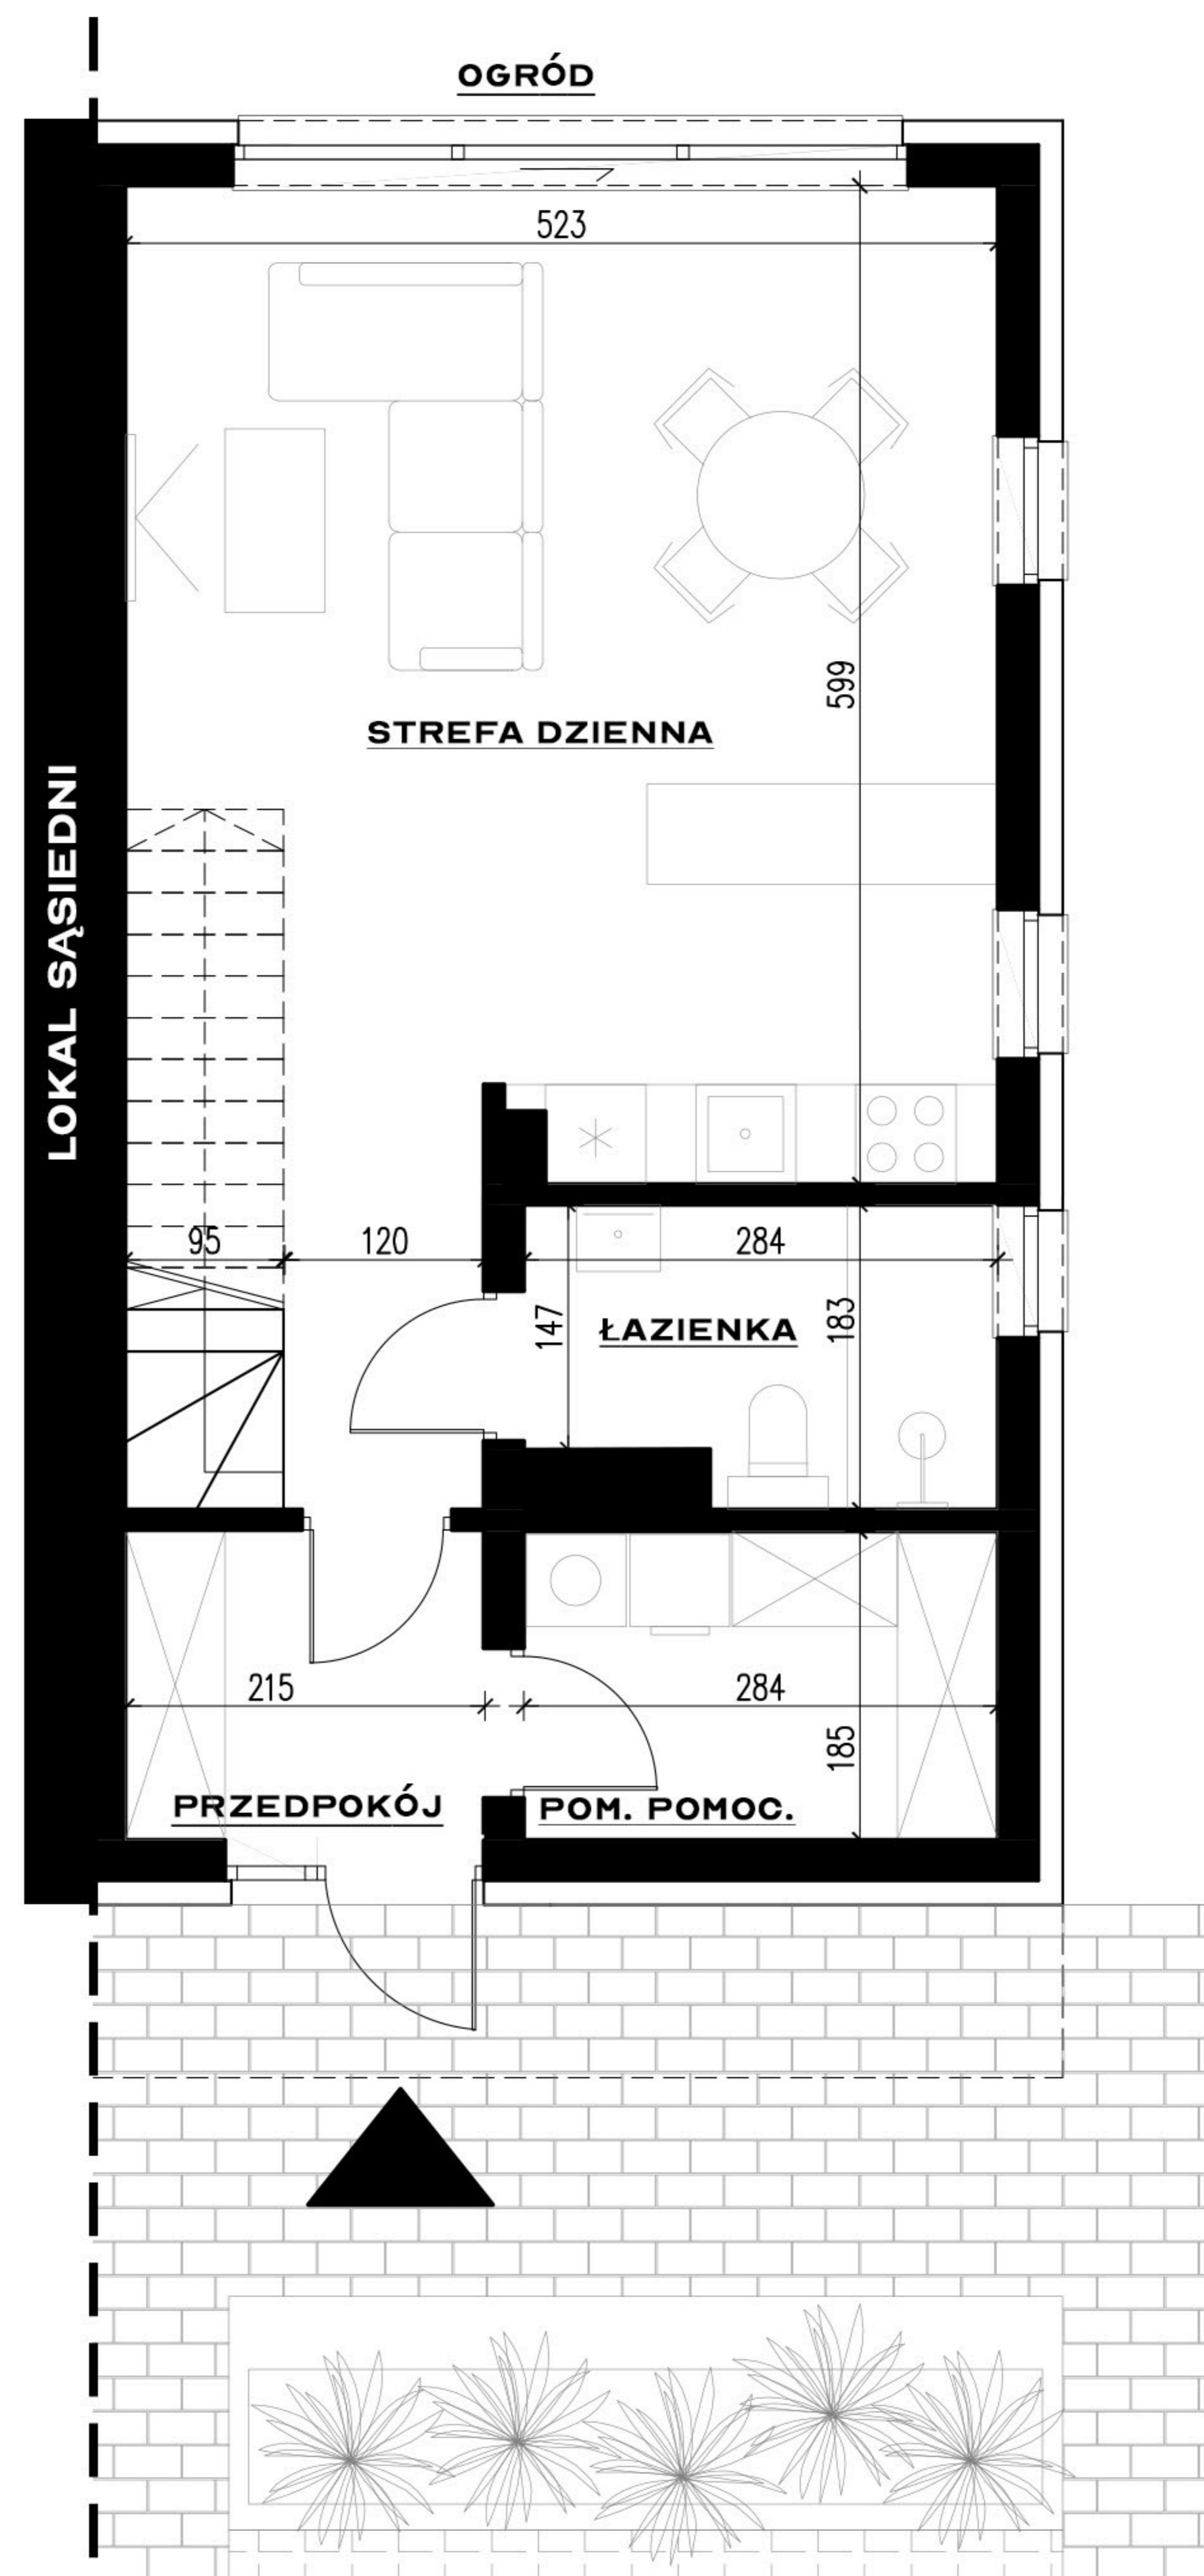 OGRÓD
523
599
STREFA DZIENNA
LOKAL SĄSIEDNI
95
120
284
147
ŁAZIENKA
183
215
284
185
PRZEDPOKÓJ
POM. POMOC.